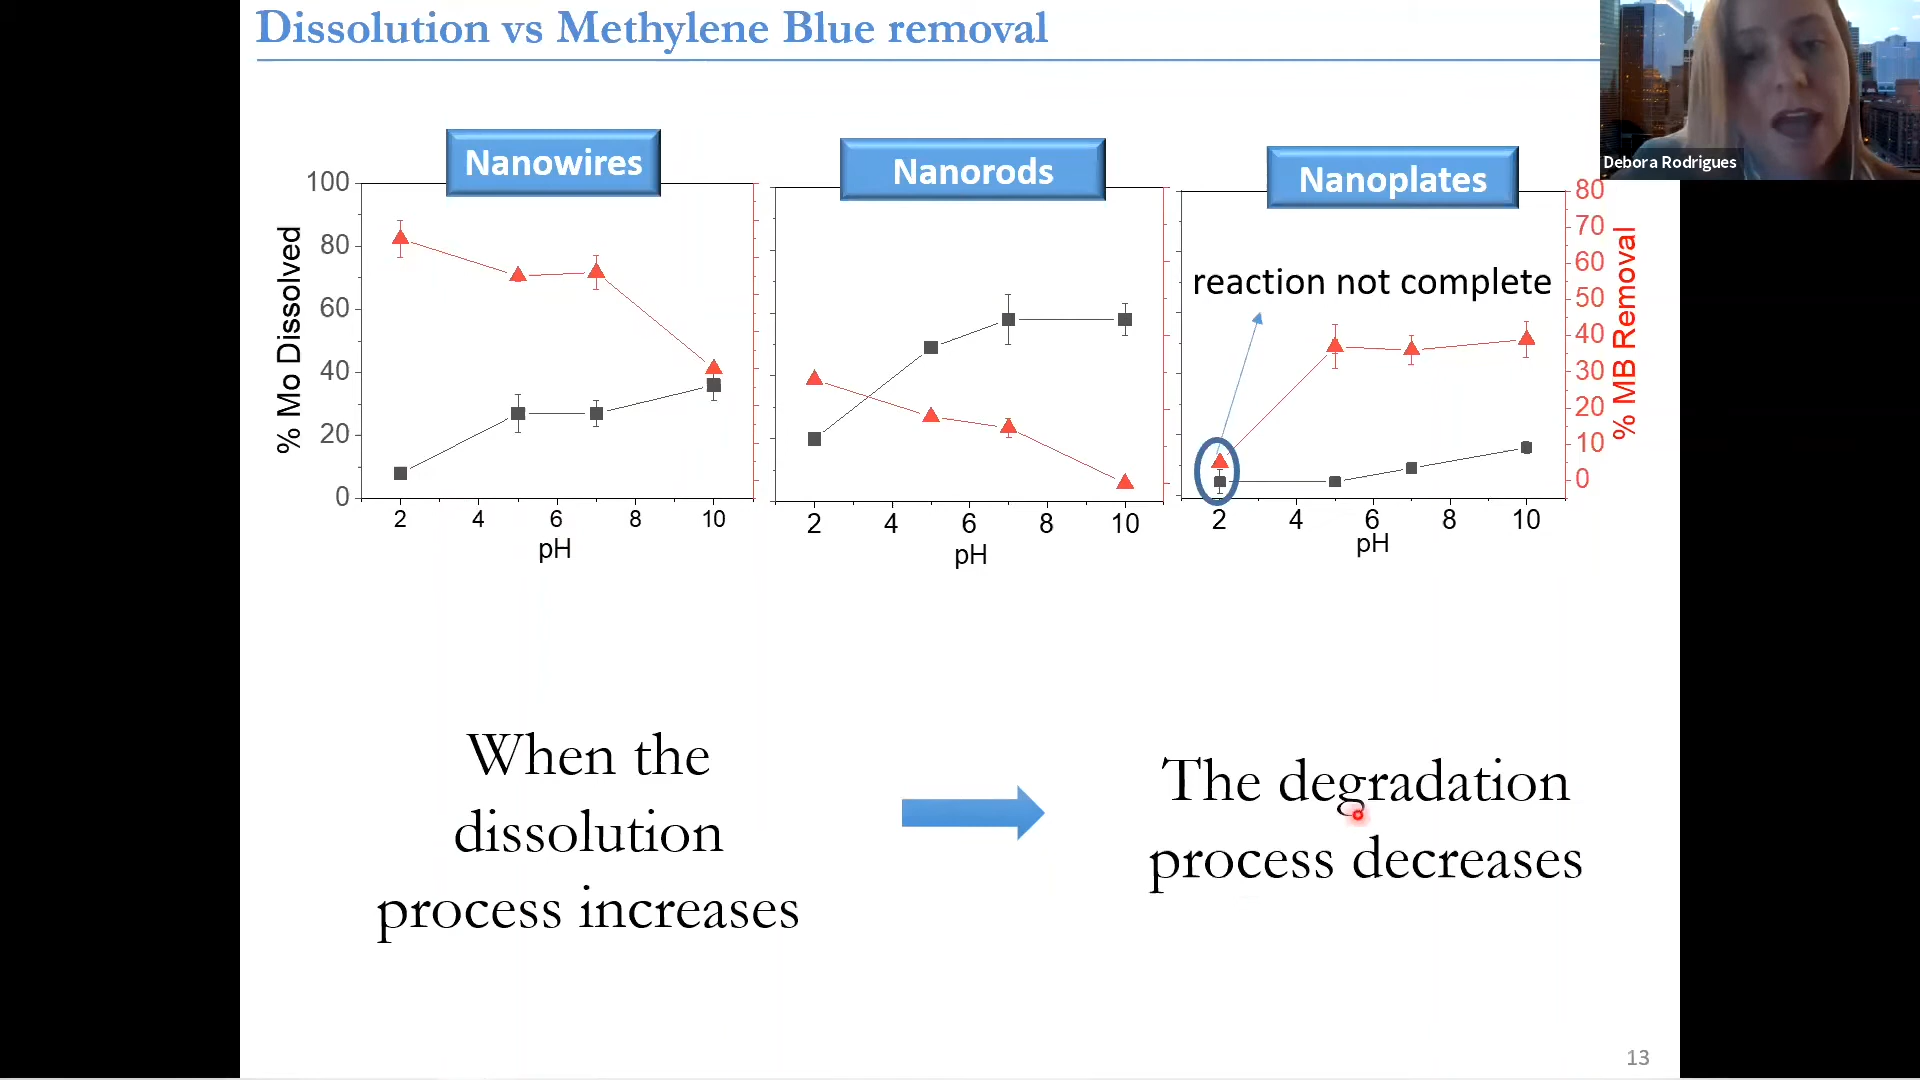 Dissolution vs Methylene Blue removal
Debora Rodrigues
Nanowires
Nanorods
Nanoplates
% Mo Dissolved
100
80
60
40
20
0
2 4 6 8 10
pH
2 4 6 8 10
pH
reaction not complete
2 4 6 8 10
pH
80
70
60
50
40
30
20
10
0
% MB Removal
When the
dissolution
process increases
The degradation
process decreases
13